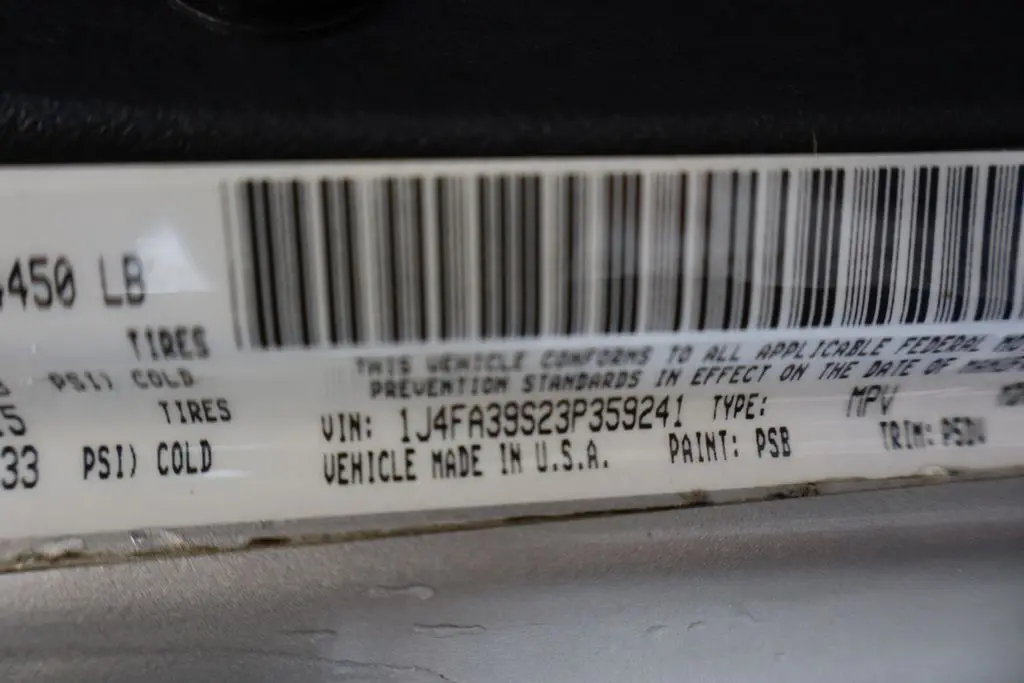 450 LB
THIS VEHICLE CONFORMS TO ALL APPLICABLE FEDERAL
TIRES
PREVENTION STANDARDS IN EFFECT ON THE DATE OF
PSI) COLD
VIN: 1J4FA39S23P359241 TYPE: MPV
TIRES
VEHICLE MADE IN U.S.A. PAINT: PSB TRIM:
33 PSI) COLD